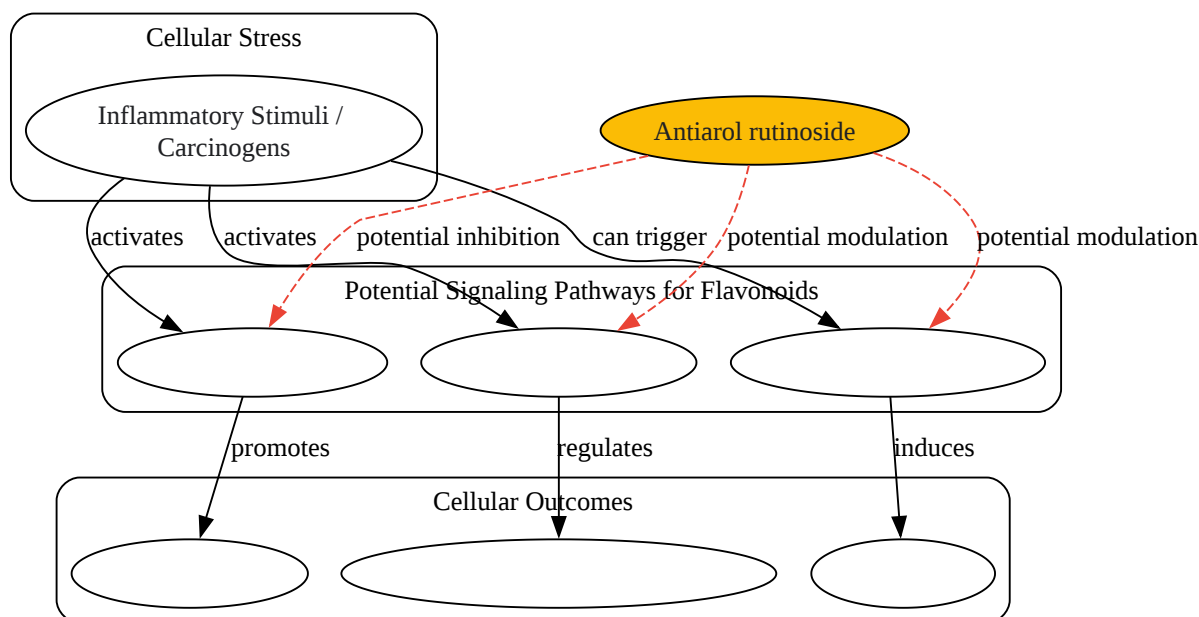 Cellular Stress
Inflammatory Stimuli /
Carcinogens
Antiarol rutinoside
activates
activates
potential inhibition
can trigger
potential modulation
potential modulation
Potential Signaling Pathways for Flavonoids
promotes
regulates
induces
Cellular Outcomes